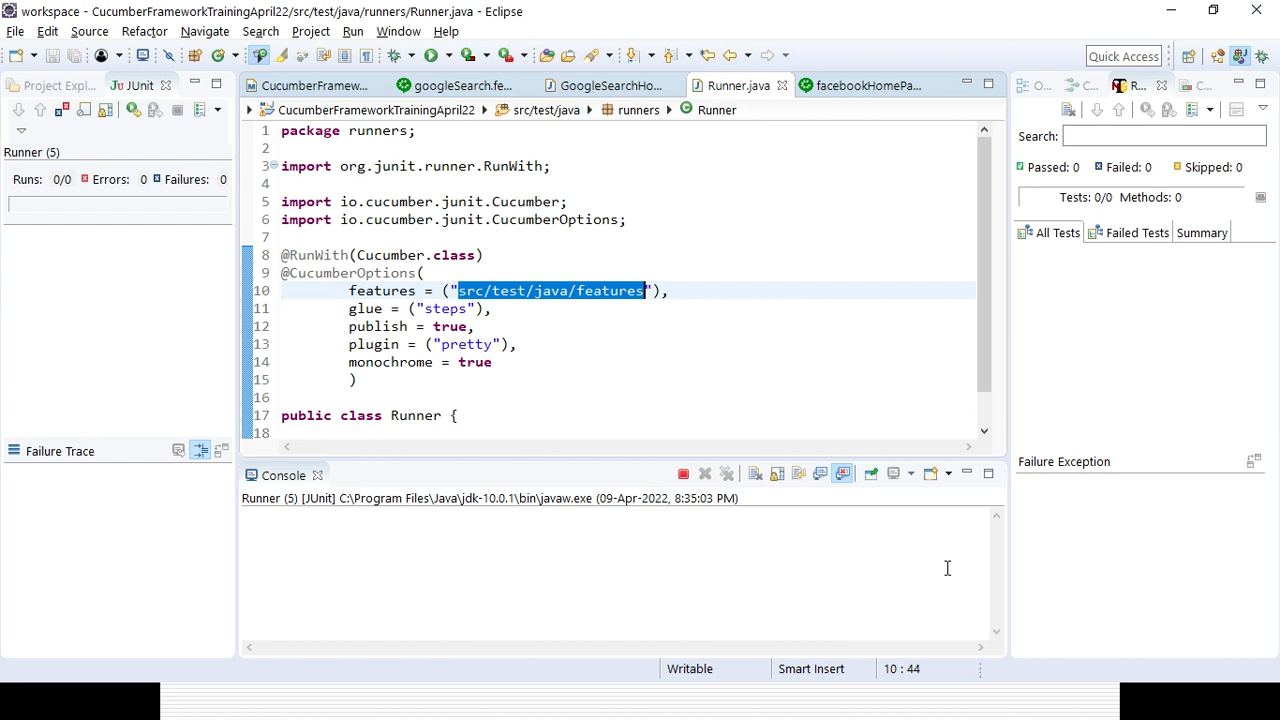 workspace - CucumberFrameworkTrainingApril22/src/test/java/runners/Runner.java - Eclipse
File Edit Source Refactor Navigate Search Project Run Window Help
Quick Access
Project Expl... JUnit
CucumberFramew... googleSearch.fe... GoogleSearchHo... Runner.java facebookHomePa...
O... C... R... C...
CucumberFrameworkTrainingApril22 src/test/java runners Runner
Runner (5)
Runs: 0/0 Errors: 0 Failures: 0
Failure Trace
1 package runners;
2
3 import org.junit.runner.RunWith;
4
5 import io.cucumber.junit.Cucumber;
6 import io.cucumber.junit.CucumberOptions;
7
8 @RunWith(Cucumber.class)
9 @CucumberOptions(
10 features = ("src/test/java/features"),
11 glue = ("steps"),
12 publish = true,
13 plugin = ("pretty"),
14 monochrome = true
15 )
16
17 public class Runner {
18
Search:
Passed: 0 Failed: 0 Skipped: 0
Tests: 0/0 Methods: 0
All Tests Failed Tests Summary
Failure Exception
Console
Runner (5) [JUnit] C:\Program Files\Java\jdk-10.0.1\bin\javaw.exe (09-Apr-2022, 8:35:03 PM)
Writable Smart Insert 10 : 44